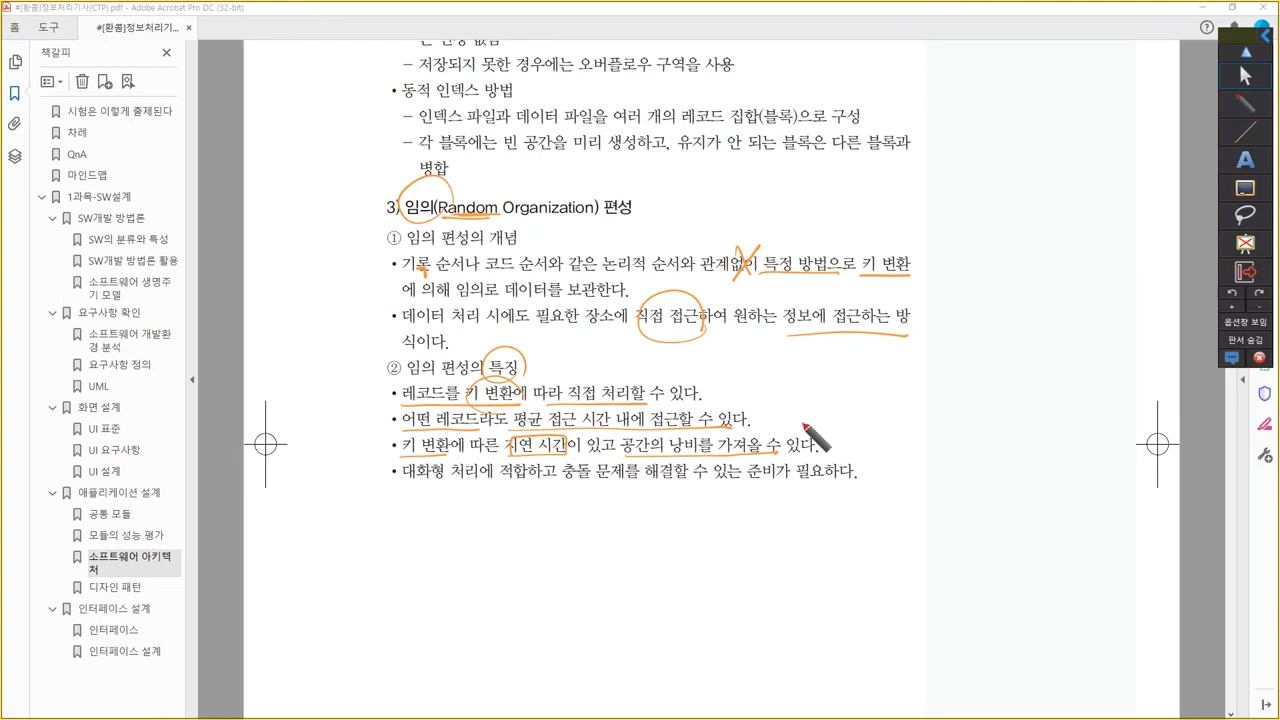 #[환콤]정보처리기사(CTP).pdf - Adobe Acrobat Pro DC (32-bit)
홈 도구 #[환콤]정보처리기... ×
책갈피
시험은 이렇게 출제된다
차례
QnA
마인드맵
1과목-SW설계
SW개발 방법론
SW의 분류와 특성
SW개발 방법론 활용
소프트웨어 생명주
기 모델
요구사항 확인
소프트웨어 개발환
경 분석
요구사항 정의
UML
화면 설계
UI 표준
UI 요구사항
UI 설계
애플리케이션 설계
공통 모듈
모듈의 성능 평가
소프트웨어 아키텍
처
디자인 패턴
인터페이스 설계
인터페이스
인터페이스 설계
– 저장되지 못한 경우에는 오버플로우 구역을 사용
• 동적 인덱스 방법
– 인덱스 파일과 데이터 파일을 여러 개의 레코드 집합(블록)으로 구성
– 각 블록에는 빈 공간을 미리 생성하고, 유지가 안 되는 블록은 다른 블록과
병합
3) 임의(Random Organization) 편성
① 임의 편성의 개념
• 기록 순서나 코드 순서와 같은 논리적 순서와 관계없이 특정 방법으로 키 변환
에 의해 임의로 데이터를 보관한다.
• 데이터 처리 시에도 필요한 장소에 직접 접근하여 원하는 정보에 접근하는 방
식이다.
② 임의 편성의 특징
• 레코드를 키 변환에 따라 직접 처리할 수 있다.
• 어떤 레코드라도 평균 접근 시간 내에 접근할 수 있다.
• 키 변환에 따른 지연 시간이 있고 공간의 낭비를 가져올 수 있다.
• 대화형 처리에 적합하고 충돌 문제를 해결할 수 있는 준비가 필요하다.
A
옵션장 보임
판서 숨김